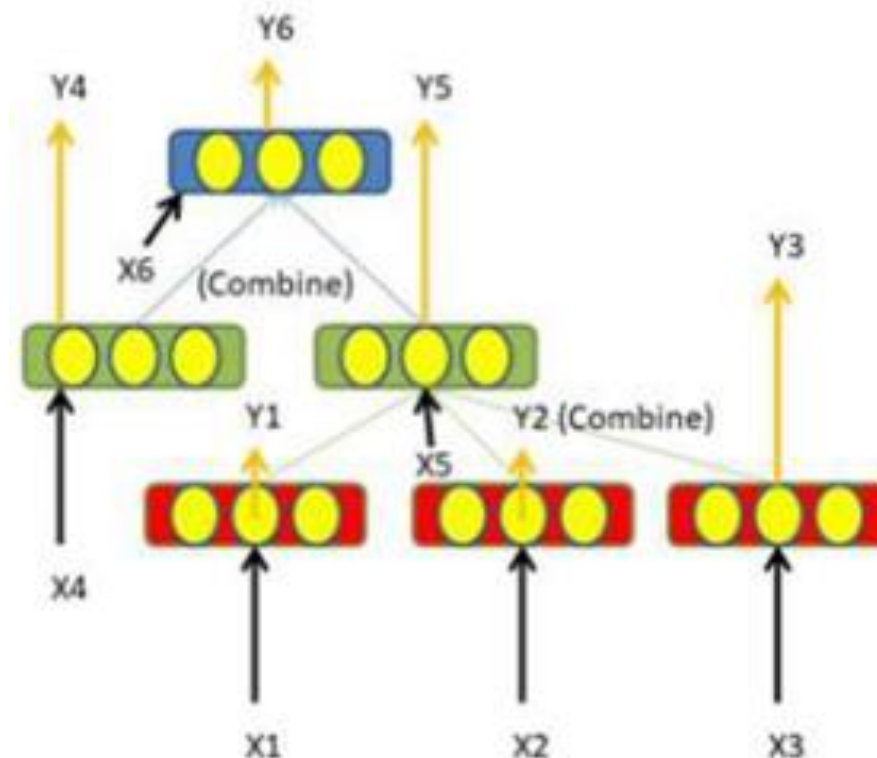 Y6
Y4
Y5
X6
(Combine)
Y3
Y1
Y2 (Combine)
X5
X4
X1
X2
X3